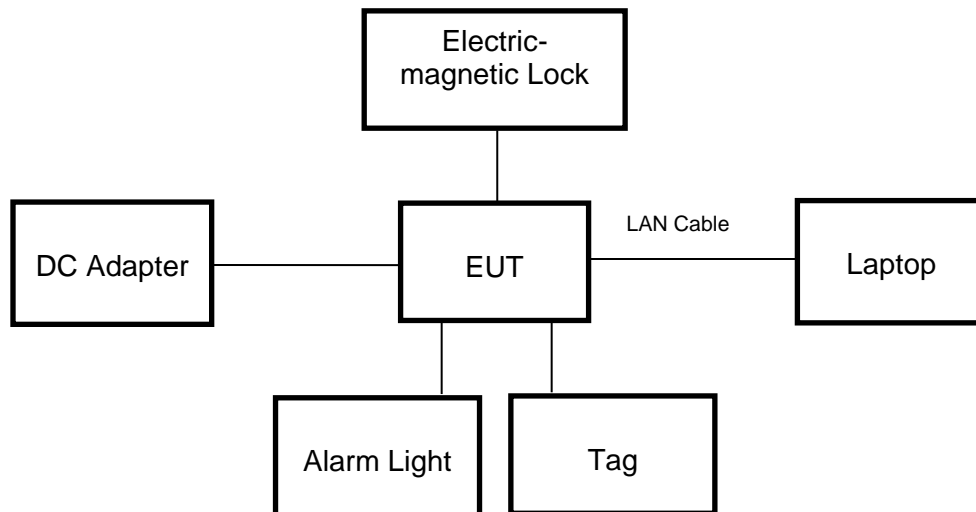 Electric-
magnetic Lock
LAN Cable
DC Adapter
EUT
Laptop
Alarm Light
Tag